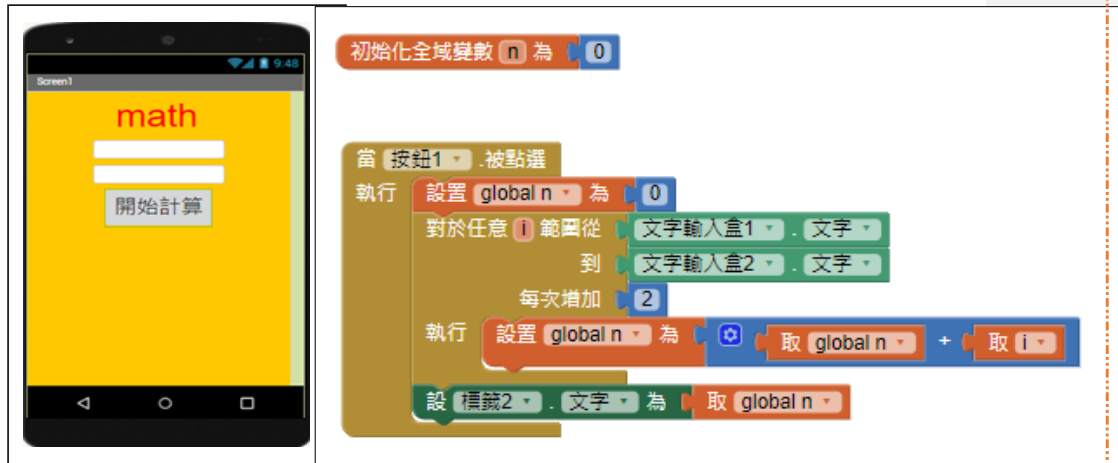 9:48
Screen1
math
開始計算
初始化全域變數 n 為 0
當 按鈕1 .被點選
執行 設置 global n 為 0
對於任意 i 範圍從 文字輸入盒1 . 文字
到 文字輸入盒2 . 文字
每次增加 2
執行 設置 global n 為 取 global n + 取 i
設 標籤2 . 文字 為 取 global n